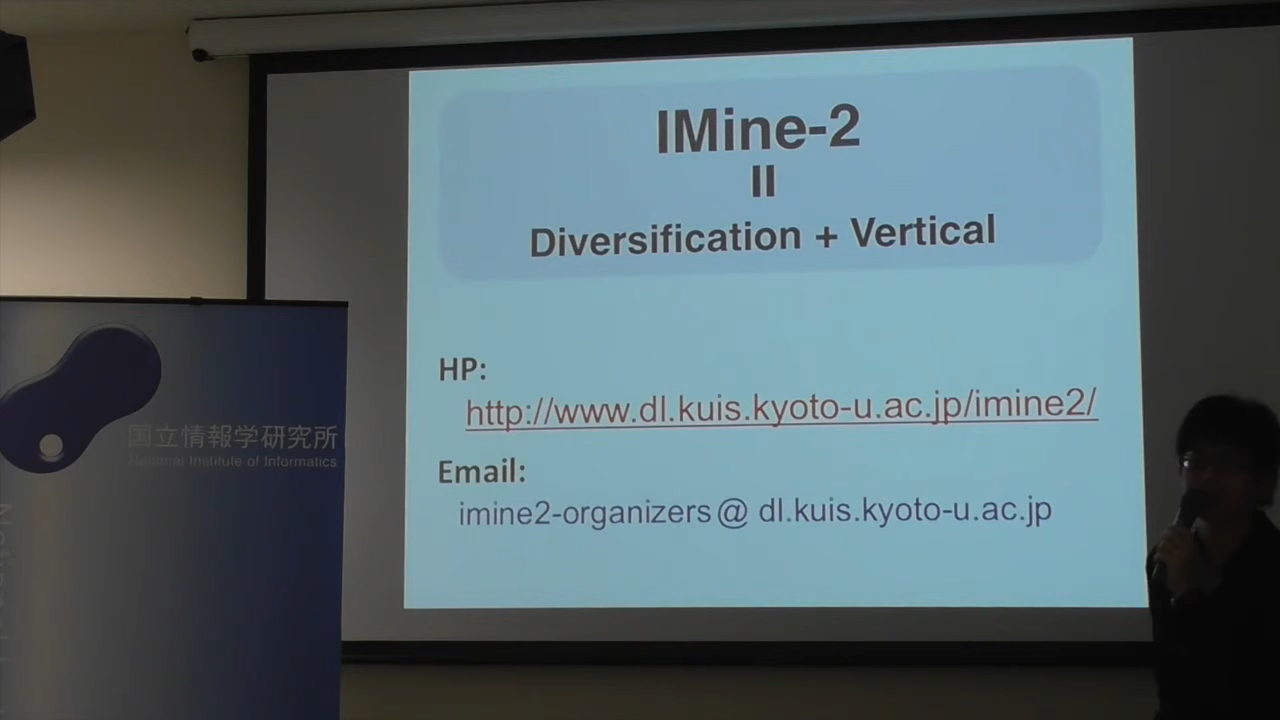 IMine-2
II
Diversification + Vertical
HP:
http://www.dl.kuis.kyoto-u.ac.jp/imine2/
Email:
imine2-organizers@ dl.kuis.kyoto-u.ac.jp
国立情報学研究所
National Institute of Informatics